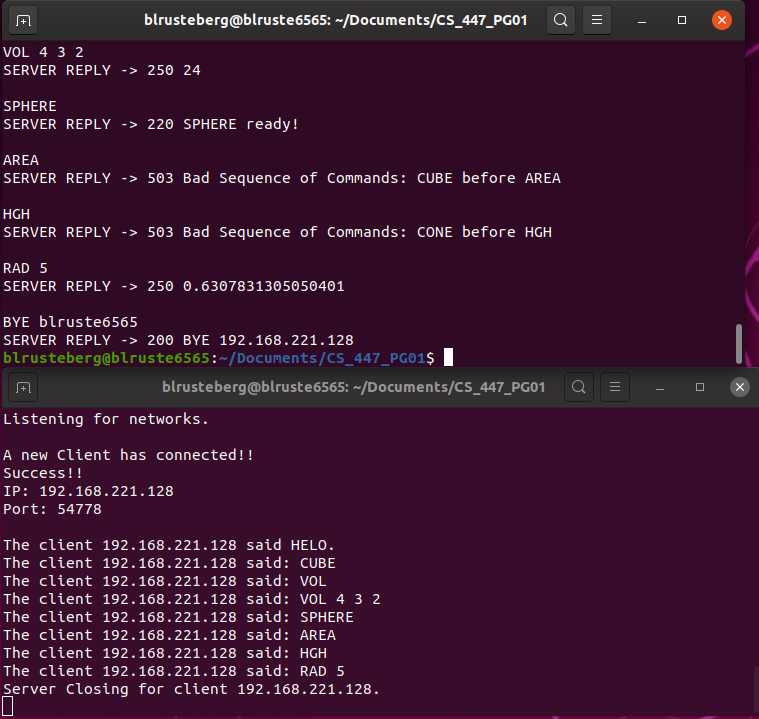 blrusteberg@blruste6565: ~/Documents/CS_447_PG01
VOL 4 3 2
SERVER REPLY -> 250 24
SPHERE
SERVER REPLY -> 220 SPHERE ready!
AREA
SERVER REPLY -> 503 Bad Sequence of Commands: CUBE before AREA
HGH
SERVER REPLY -> 503 Bad Sequence of Commands: CONE before HGH
RAD 5
SERVER REPLY -> 250 0.6307831305050401
BYE blruste6565
SERVER REPLY -> 200 BYE 192.168.221.128
blrusteberg@blruste6565:~/Documents/CS_447_PG01$
blrusteberg@blruste6565: ~/Documents/CS_447_PG01
Listening for networks.
A new Client has connected!!
Success!!
IP: 192.168.221.128
Port: 54778
The client 192.168.221.128 said HELO.
The client 192.168.221.128 said: CUBE
The client 192.168.221.128 said: VOL
The client 192.168.221.128 said: VOL 4 3 2
The client 192.168.221.128 said: SPHERE
The client 192.168.221.128 said: AREA
The client 192.168.221.128 said: HGH
The client 192.168.221.128 said: RAD 5
Server Closing for client 192.168.221.128.